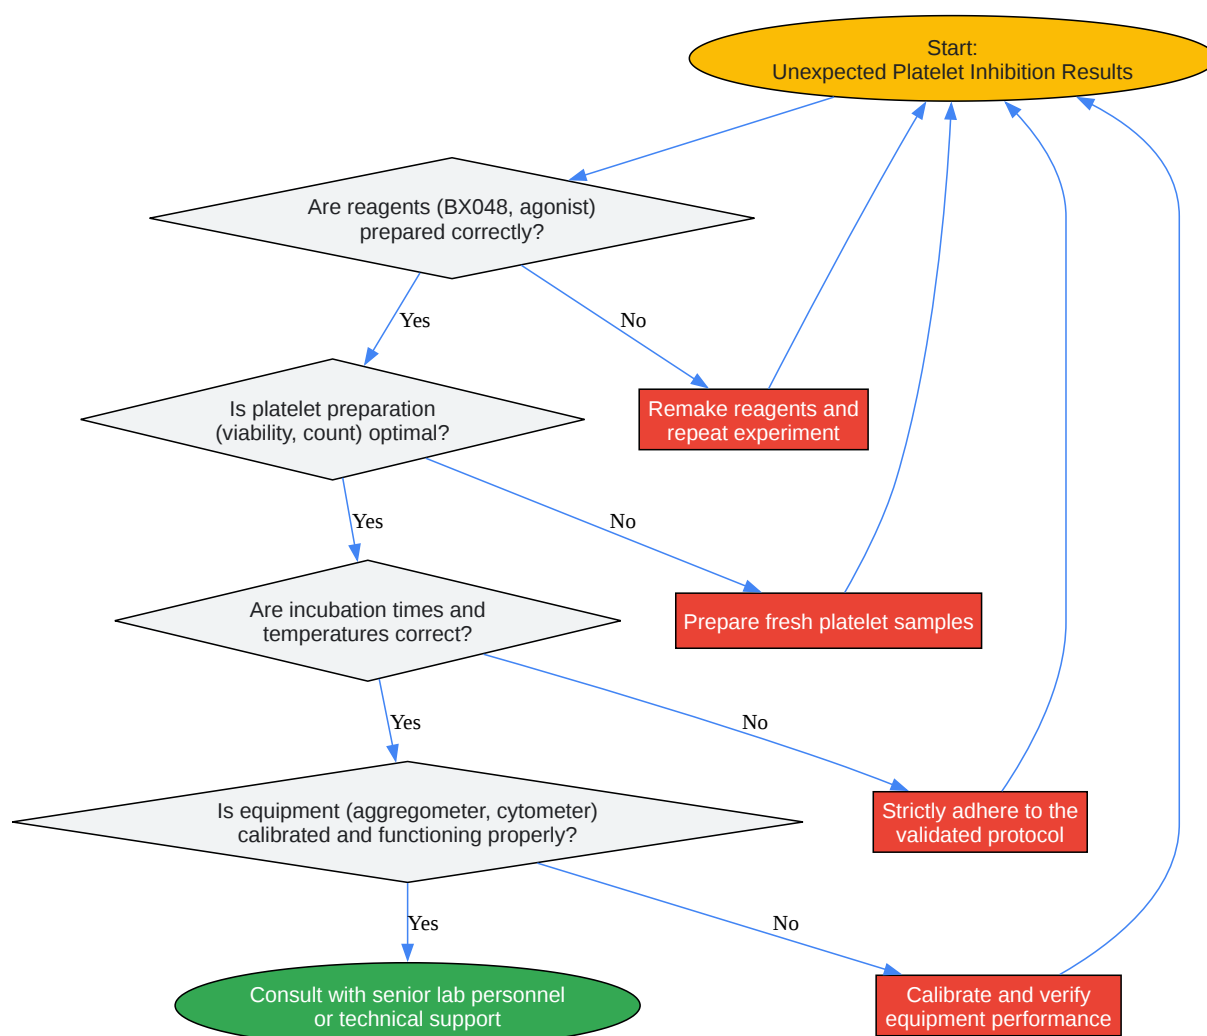 Start:
Unexpected Platelet Inhibition Results
Are reagents (BX048, agonist)
prepared correctly?
Yes
No
Is platelet preparation
(viability, count) optimal?
Remake reagents and
repeat experiment
Yes
No
Are incubation times and
temperatures correct?
Prepare fresh platelet samples
Yes
No
Is equipment (aggregometer, cytometer)
calibrated and functioning properly?
Strictly adhere to the
validated protocol
Yes
No
Consult with senior lab personnel
or technical support
Calibrate and verify
equipment performance